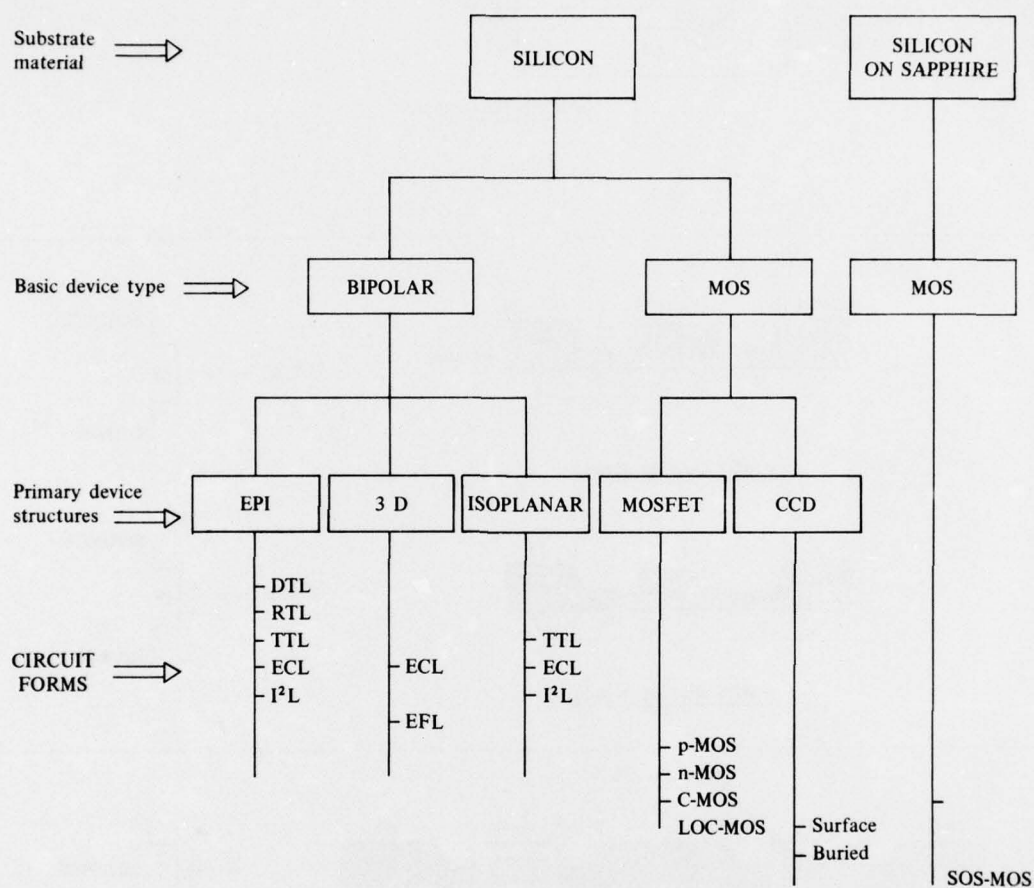 Substrate
material
SILICON
SILICON
ON SAPPHIRE
Basic device type
BIPOLAR
MOS
MOS
Primary device
structures
EPI
3 D
ISOPLANAR
MOSFET
CCD
CIRCUIT
FORMS
DTL
RTL
TTL
ECL
I²L
ECL
EFL
TTL
ECL
I²L
p-MOS
n-MOS
C-MOS
LOC-MOS
Surface
Buried
SOS-MOS